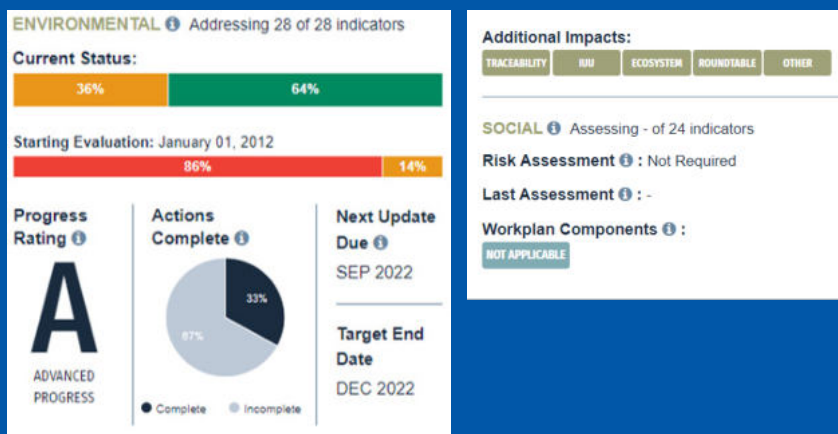 ENVIRONMENTAL i Addressing 28 of 28 indicators
Current Status:
36% 64%
Starting Evaluation: January 01, 2012
86% 14%
Progress Rating i
A
ADVANCED
PROGRESS
Actions
Complete i
33%
67%
Complete Incomplete
Next Update
Due i
SEP 2022
Target End
Date
DEC 2022
Additional Impacts:
TRACEABILITY IUU ECOSYSTEM ROUNDTABLE OTHER
SOCIAL i Assessing - of 24 indicators
Risk Assessment i : Not Required
Last Assessment i : -
Workplan Components i :
NOT APPLICABLE